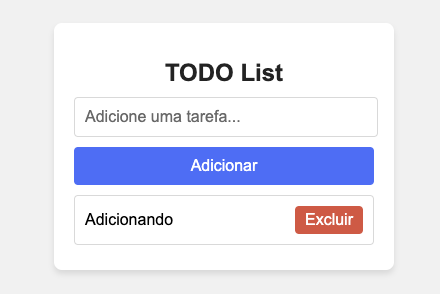 TODO List
Adicione uma tarefa...
Adicionar
Adicionando
Excluir